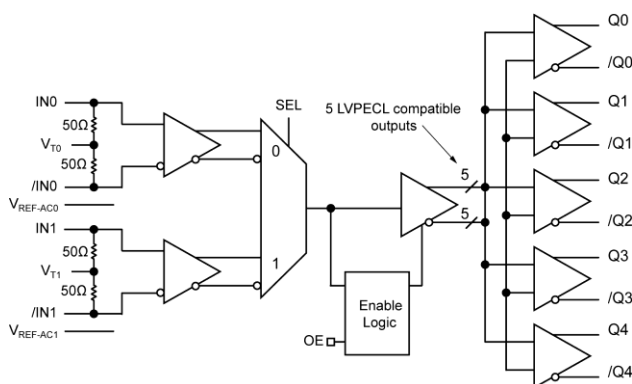 IN0
50Ω
V_T0
50Ω
/IN0
V_REF-AC0
IN1
50Ω
V_T1
50Ω
/IN1
V_REF-AC1
SEL
0
1
5 LVPECL compatible
outputs
5
5
Enable
Logic
OE
Q0
/Q0
Q1
/Q1
Q2
/Q2
Q3
/Q3
Q4
/Q4